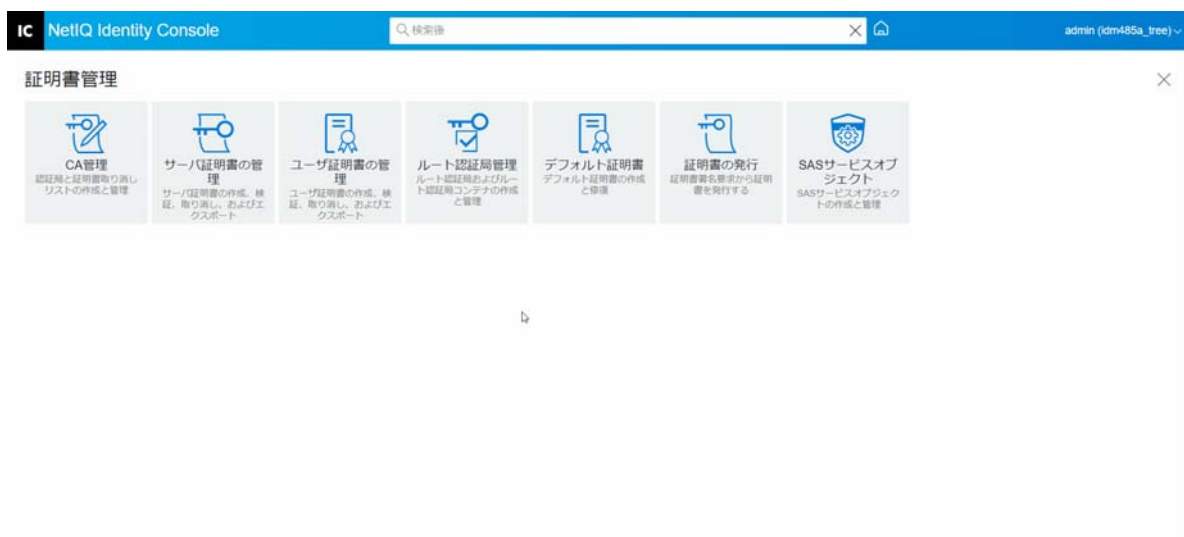 IC NetIQ Identity Console
検索後
admin (idm485a_tree)
証明書管理
CA管理
認証局と証明書取り消し
リストの作成と管理
サーバ証明書の管
理
サーバ証明書の作成、検
証、取り消し、およびエ
クスポート
ユーザ証明書の管
理
ユーザ証明書の作成、検
証、取り消し、およびエ
クスポート
ルート認証局管理
ルート認証局およびルー
ト認証局コンテナの作成
と管理
デフォルト証明書
デフォルト証明書の作成
と修復
証明書の発行
証明書署名要求から証明
書を発行する
SASサービスオブ
ジェクト
SASサービスオブジェク
トの作成と管理